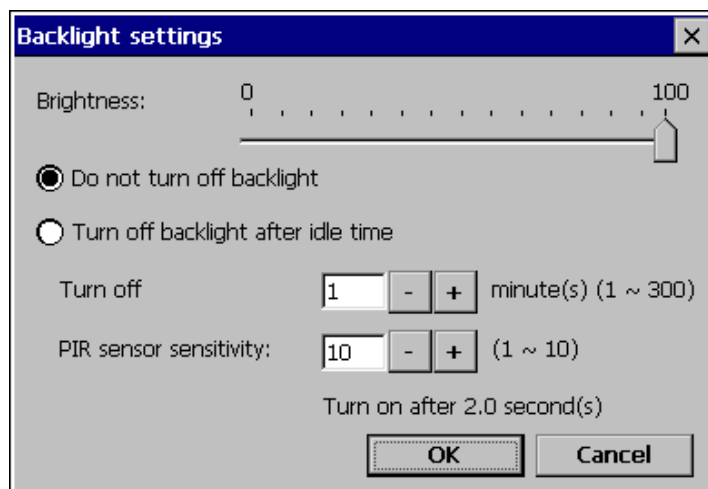 Backlight settings
0 100
Brightness:
Do not turn off backlight
Turn off backlight after idle time
Turn off 1 - + minute(s) (1 ~ 300)
PIR sensor sensitivity: 10 - + (1 ~ 10)
Turn on after 2.0 second(s)
OK Cancel